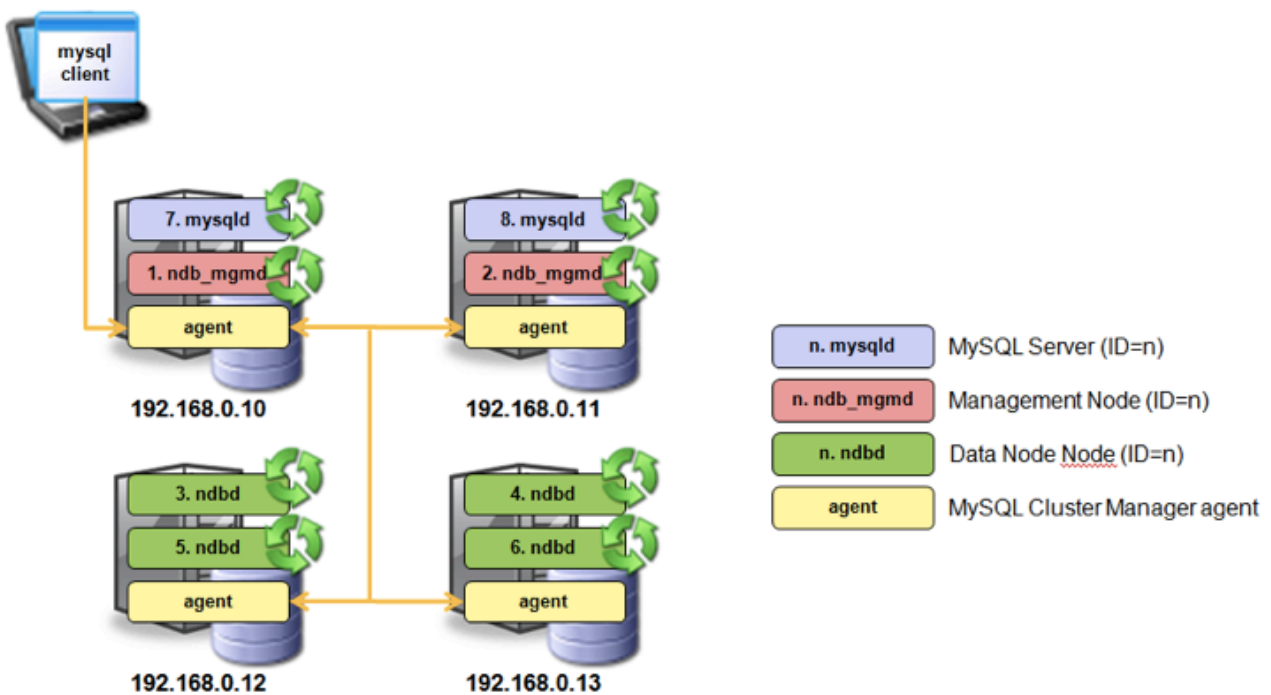 mysql
client
7. mysqld
8. mysqld
1. ndb_mgmd
2. ndb_mgmd
agent
agent
192.168.0.10
192.168.0.11
3. ndbd
4. ndbd
5. ndbd
6. ndbd
agent
agent
192.168.0.12
192.168.0.13
n. mysqld
MySQL Server (ID=n)
n. ndb_mgmd
Management Node (ID=n)
n. ndbd
Data Node Node (ID=n)
agent
MySQL Cluster Manager agent